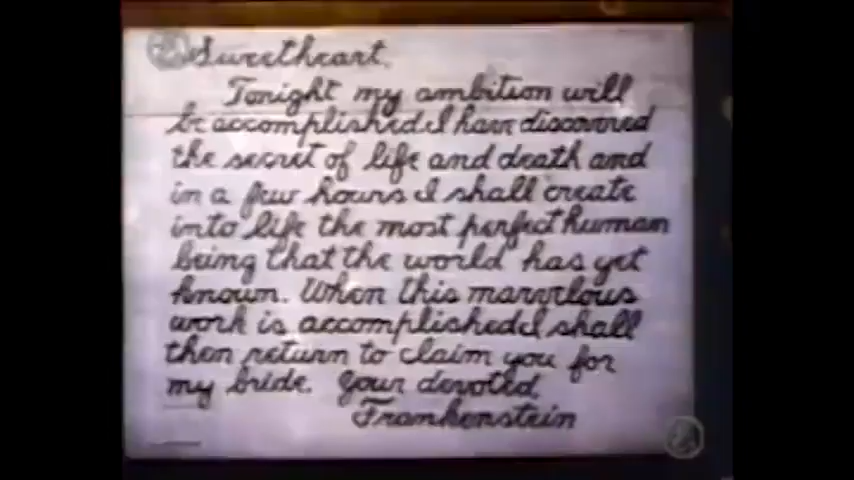 Sweetheart.
Tonight my ambition will
be accomplished. I have discovered
the secret of life and death and
in a few hours I shall create
into life the most perfect human
being that the world has yet
known. When this marvelous
work is accomplished I shall
then return to claim you for
my bride. Your devoted,
Frankenstein